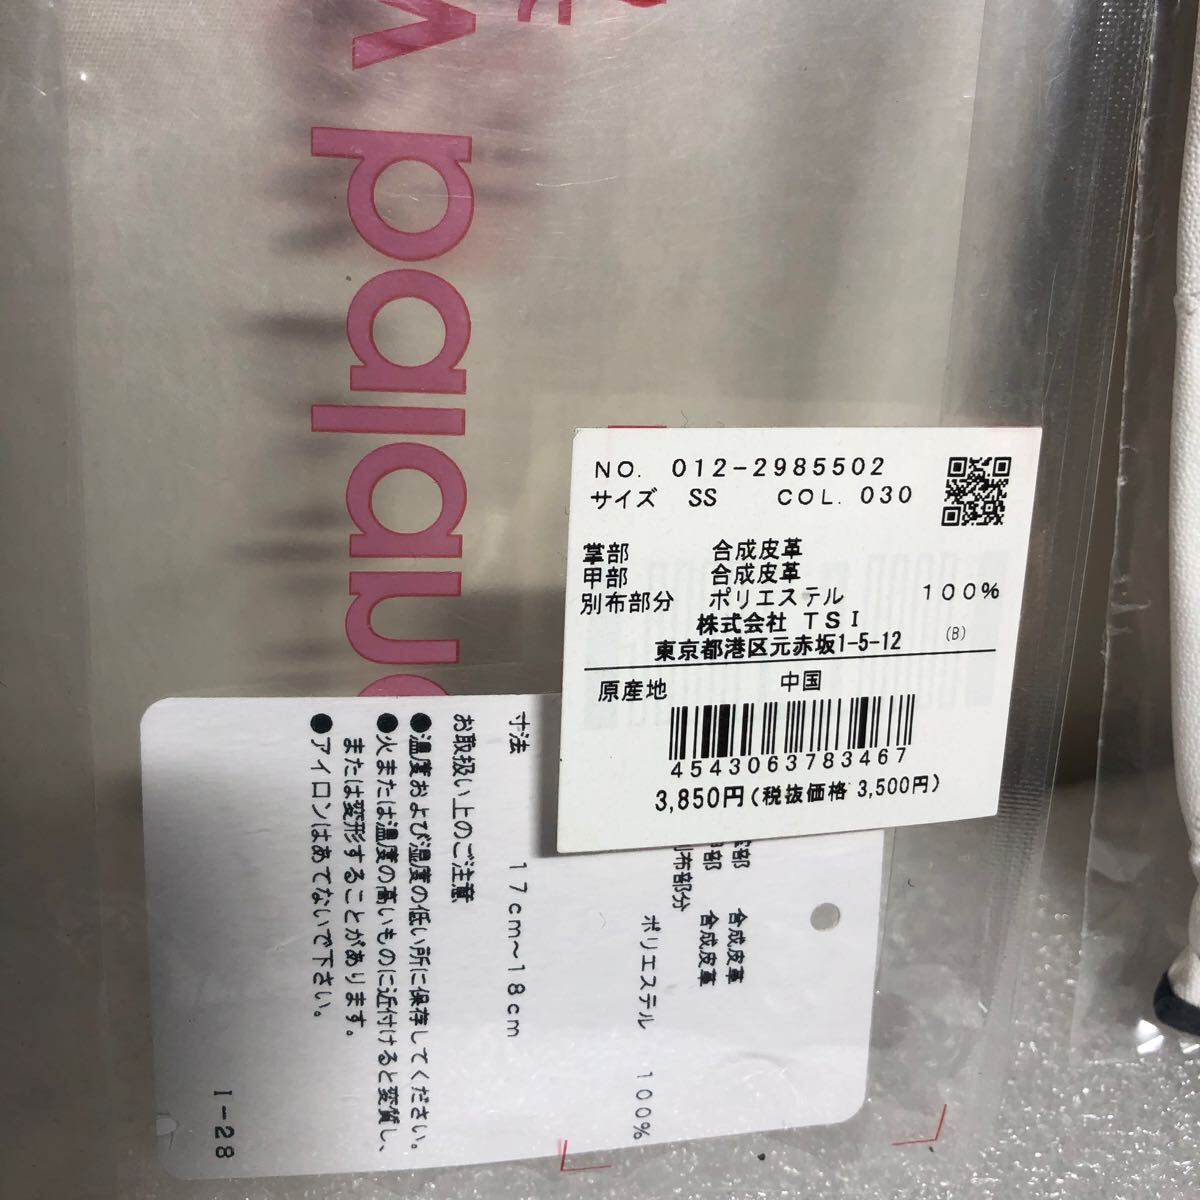 NO. 012-2985502
サイズ SS COL. 030
掌部 合成皮革
甲部 合成皮革
別布部分 ポリエステル 100%
株式会社 TSI
東京都港区元赤坂1-5-12 (B)
原産地 中国
4543063783467
3,850円(税抜価格 3,500円)
部 合成皮革
部 合成皮革
布部分
ポリエステル 100%
寸法 17cm～18cm
お取扱い上のご注意
●温度および湿度の低い所に保存してください。
●火または温度の高いものに近付けると変質し、
または変形することがあります。
●アイロンはあてないで下さい。
I-28